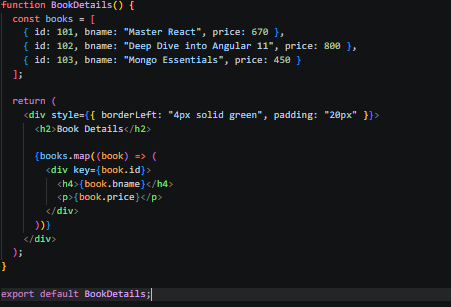 function BookDetails() {
  const books = [
    { id: 101, bname: "Master React", price: 670 },
    { id: 102, bname: "Deep Dive into Angular 11", price: 800 },
    { id: 103, bname: "Mongo Essentials", price: 450 }
  ];

  return (
    <div style={{ borderLeft: "4px solid green", padding: "20px" }}>
      <h2>Book Details</h2>

      {books.map((book) => (
        <div key={book.id}>
          <h4>{book.bname}</h4>
          <p>{book.price}</p>
        </div>
      ))}
    </div>
  );
}

export default BookDetails;